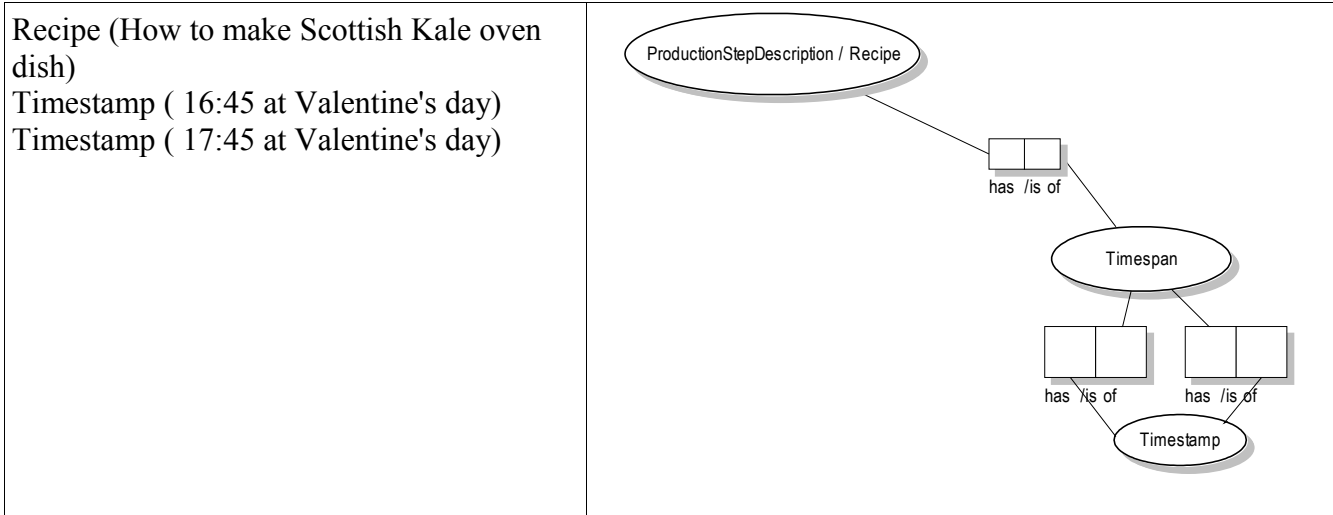 Recipe (How to make Scottish Kale oven
dish)
Timestamp ( 16:45 at Valentine's day)
Timestamp ( 17:45 at Valentine's day)
ProductionStepDescription / Recipe
has /is of
Timespan
has /is of
has /is of
Timestamp